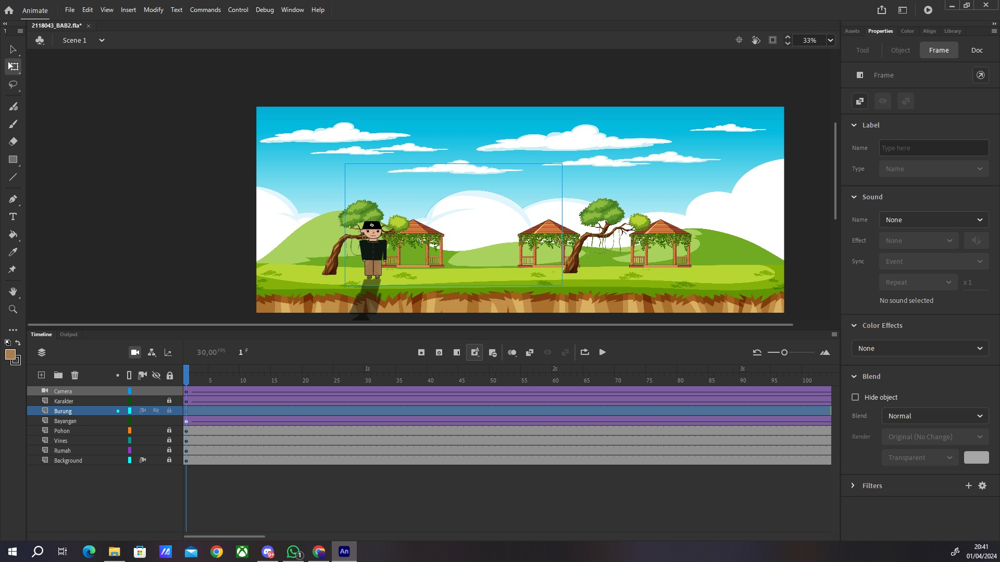 Animate File Edit View Insert Modify Text Commands Control Debug Window Help
2118043_BAB2.fla* ×
Scene 1 33%
Assets Properties Color Align Library
Tool Object Frame Doc
Frame
Label
Name Type here
Type Name
Sound
Name None
Effect None
Sync Event
Repeat x 1
No sound selected
Color Effects
None
Blend
Hide object
Blend Normal
Render Original (No Change)
Transparent
Filters
Timeline Output
30,00 FPS 1 F
1s 2s 3s
5 10 15 20 25 30 35 40 45 50 55 60 65 70 75 80 85 90 95 100
Camera
Karakter
Burung
Bayangan
Pohon
Vines
Rumah
Background
9+ 1 An
20:41
01/04/2024